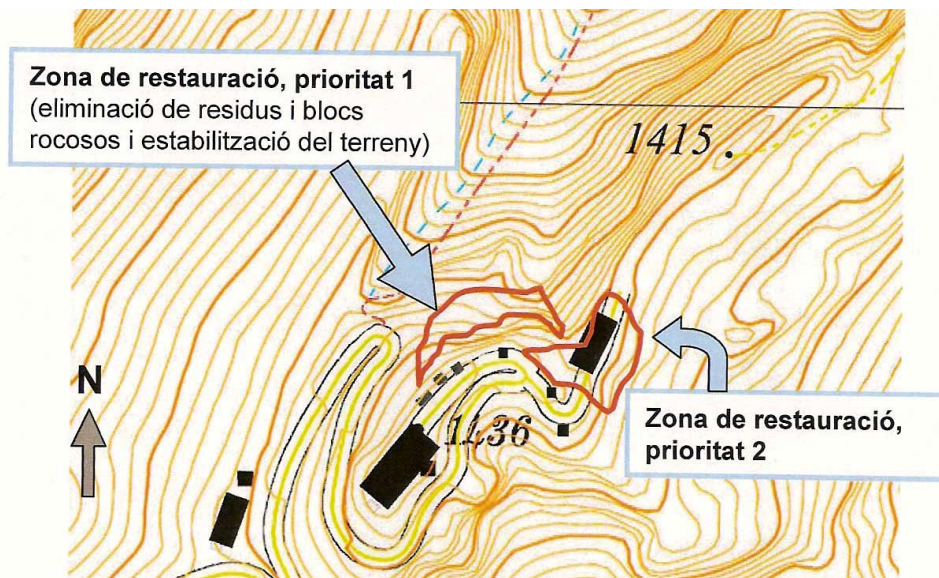 Zona de restauració, prioritat 1
(eliminació de residus i blocs
rocosos i estabilització del terreny)
1415
N
1436
Zona de restauració,
prioritat 2